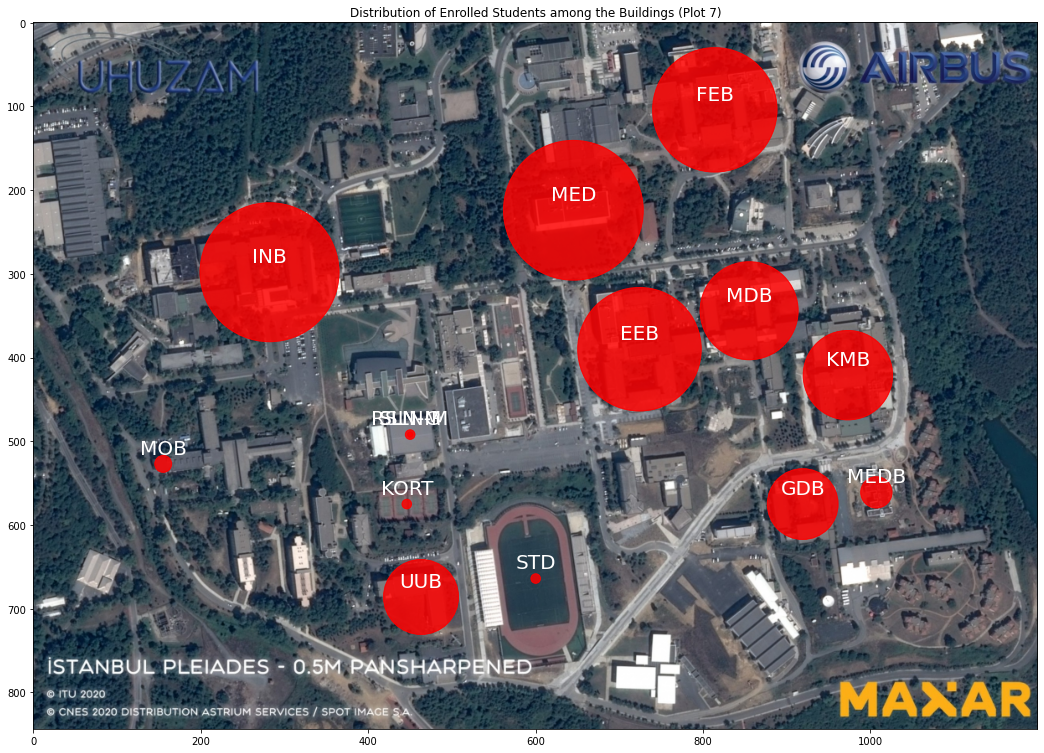 Distribution of Enrolled Students among the Buildings (Plot 7)
0
100
200
300
400
500
600
700
800
UHUZAM
AIRBUS
FEB
MED
INB
MDB
EEB
KMB
MOB
KORT
GDB
MEDB
STD
UUB
İSTANBUL PLEIADES - 0.5M PANSHARPENED
© ITU 2020
© CNES 2020 DISTRIBUTION ASTRIUM SERVICES / SPOT IMAGE S.A.
MAXAR
0 200 400 600 800 1000